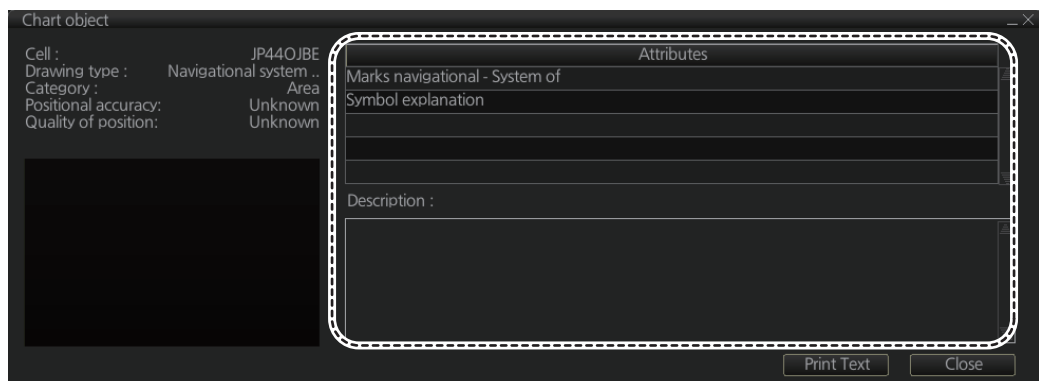 Chart object
Cell : JP44OJBE
Drawing type : Navigational system ..
Category : Area
Positional accuracy: Unknown
Quality of position: Unknown
Attributes
Marks navigational - System of
Symbol explanation
Description :
Print Text
Close